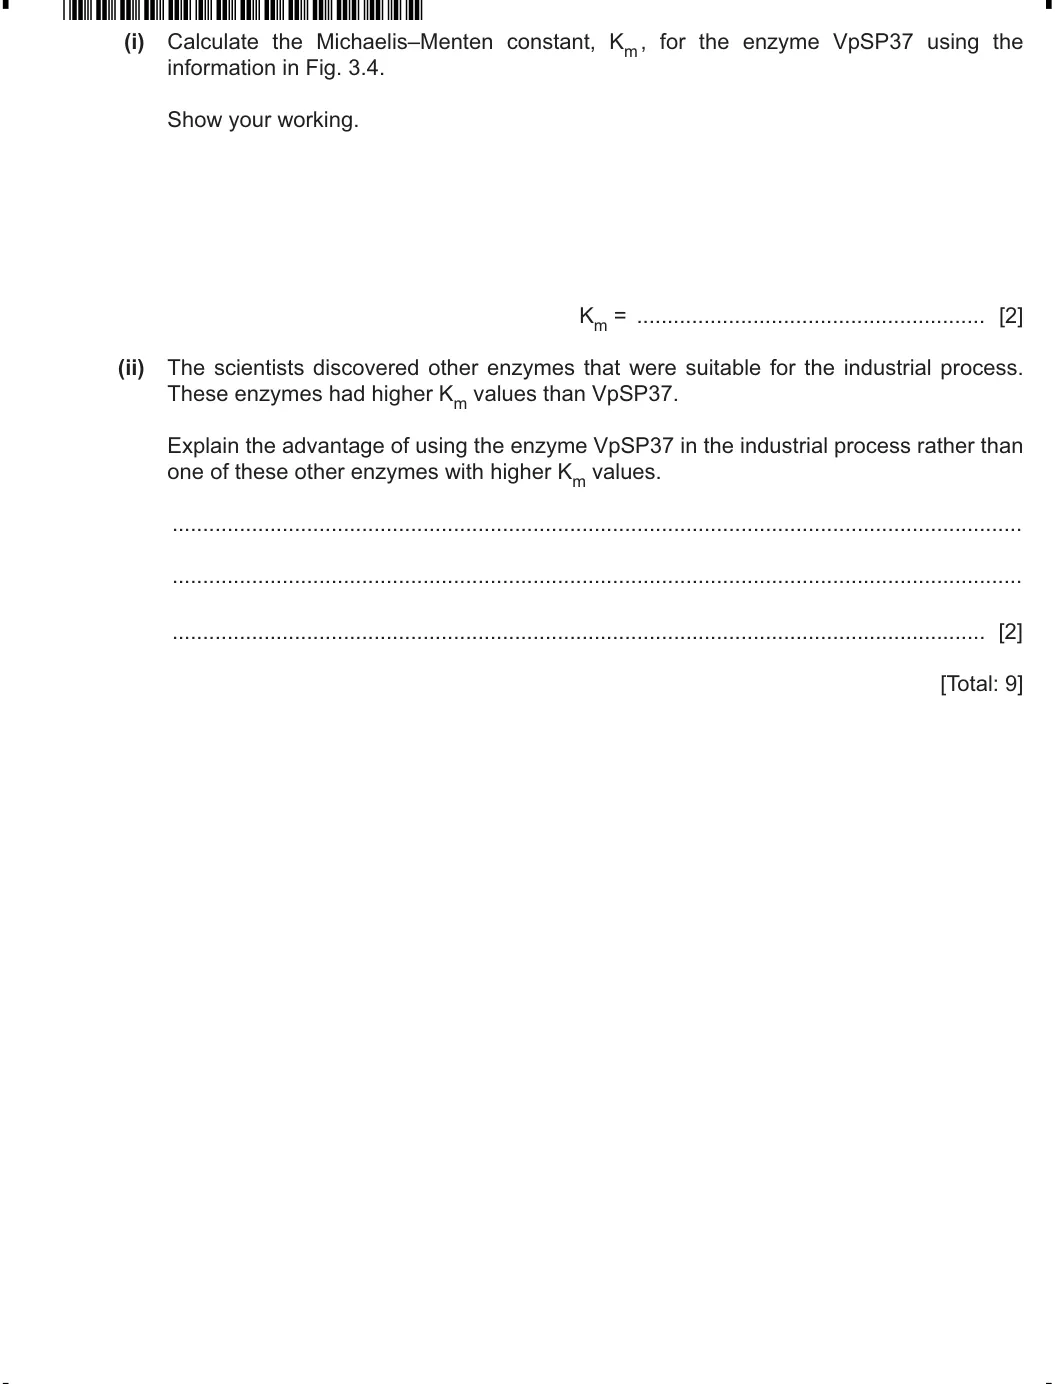 (i) Calculate the Michaelis–Menten constant, Km, for the enzyme VpSP37 using the
information in Fig. 3.4.
Show your working.
Km = ......................................................... [2]
(ii) The scientists discovered other enzymes that were suitable for the industrial process.
These enzymes had higher Km values than VpSP37.
Explain the advantage of using the enzyme VpSP37 in the industrial process rather than
one of these other enzymes with higher Km values.
...........................................................................................................................................
...........................................................................................................................................
..................................................................................................................................... [2]
[Total: 9]